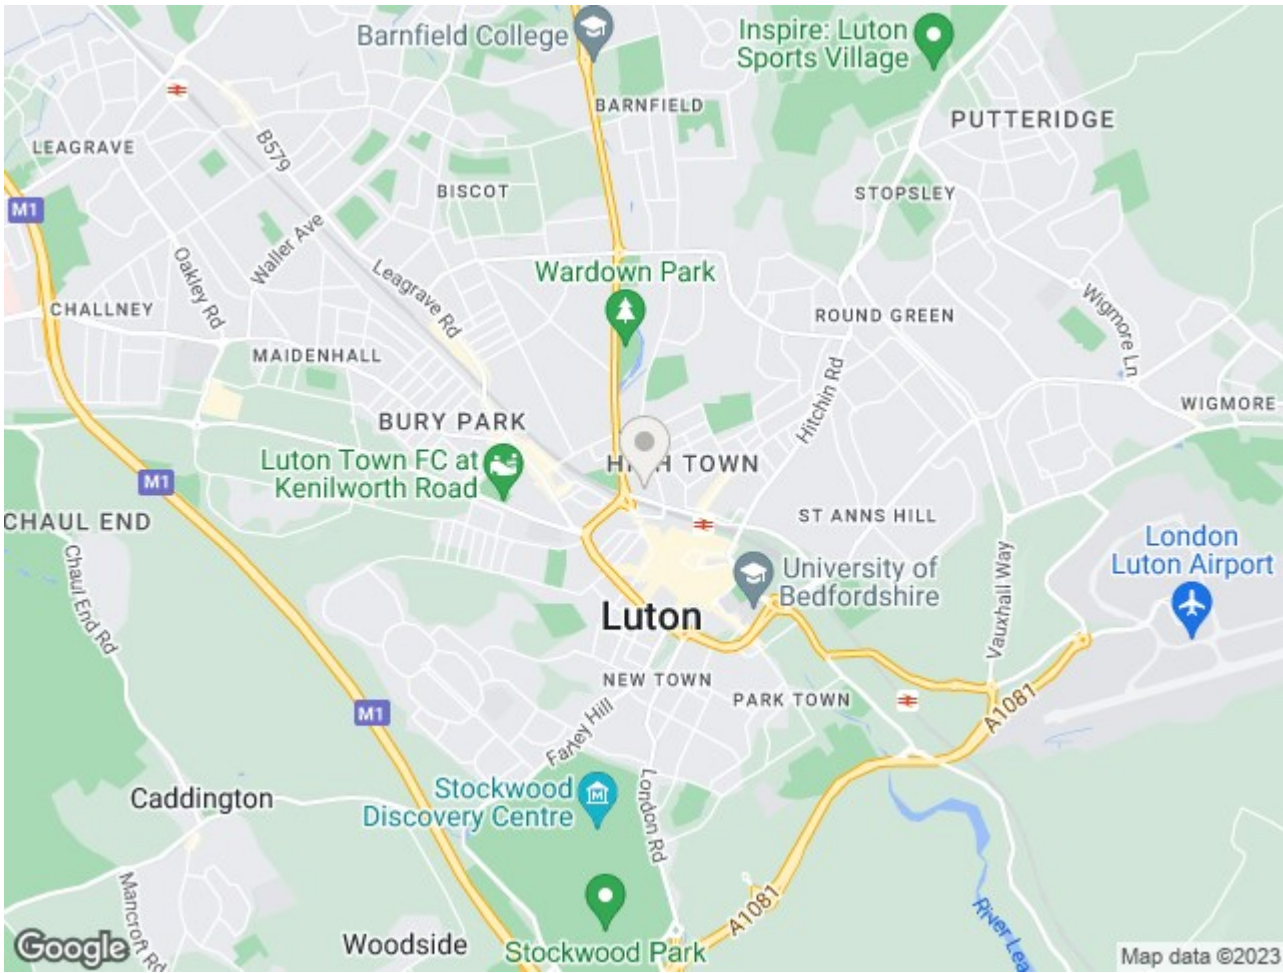 Barnfield College
Inspire: Luton
Sports Village
BARNFIELD
PUTTERIDGE
LEAGRAVE
B579
BISCOT
STOPSLEY
M1
Waller Ave
Oakley Rd
Leagrave Rd
Wardown Park
CHALLNEY
Wigmore Ln
ROUND GREEN
MAIDENHALL
Hitchin Rd
WIGMORE
BURY PARK
Luton Town FC at
Kenilworth Road
TOWN
M1
CHAUL END
ST ANNS HILL
London
Luton Airport
Chaul End Rd
University of
Bedfordshire
Vauxhall Way
Luton
NEW TOWN
PARK TOWN
M1
A1081
Farley Hill
Stockwood
Discovery Centre
London Rd
Caddington
Mancroft Rd
A1081
River Lea
Woodside
Stockwood Park
Google
Map data ©2023